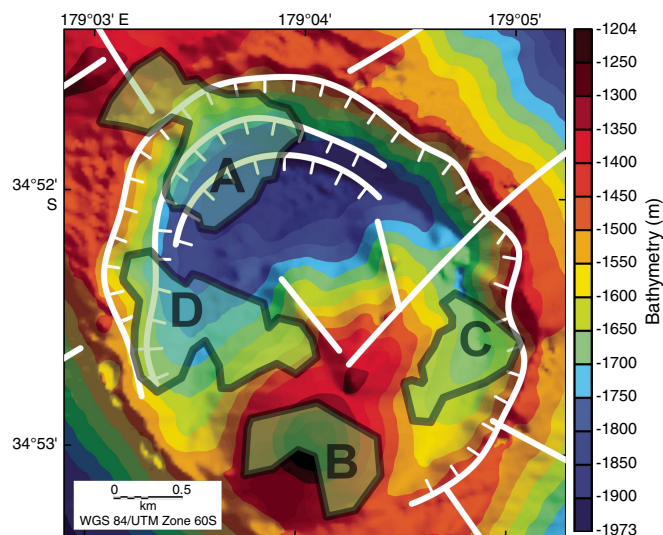 179°03' E
179°04'
179°05'
34°52'
S
34°53'
A
D
C
B
0 0.5
km
WGS 84/UTM Zone 60S
-1204
-1250
-1300
-1350
-1400
-1450
-1500
-1550
-1600
-1650
-1700
-1750
-1800
-1850
-1900
-1973
Bathymetry (m)